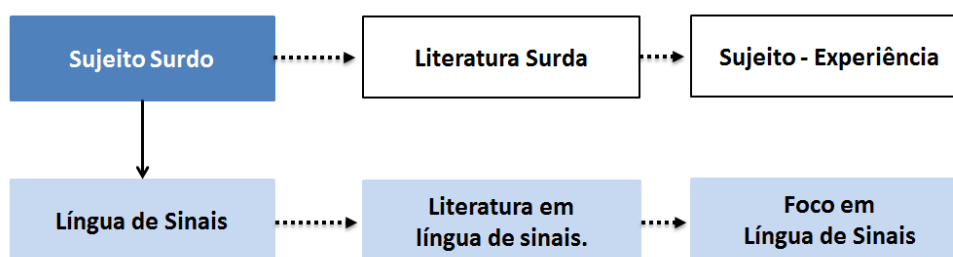 Sujeito Surdo
Literatura Surda
Sujeito - Experiência
Língua de Sinais
Literatura em
língua de sinais.
Foco em
Língua de Sinais